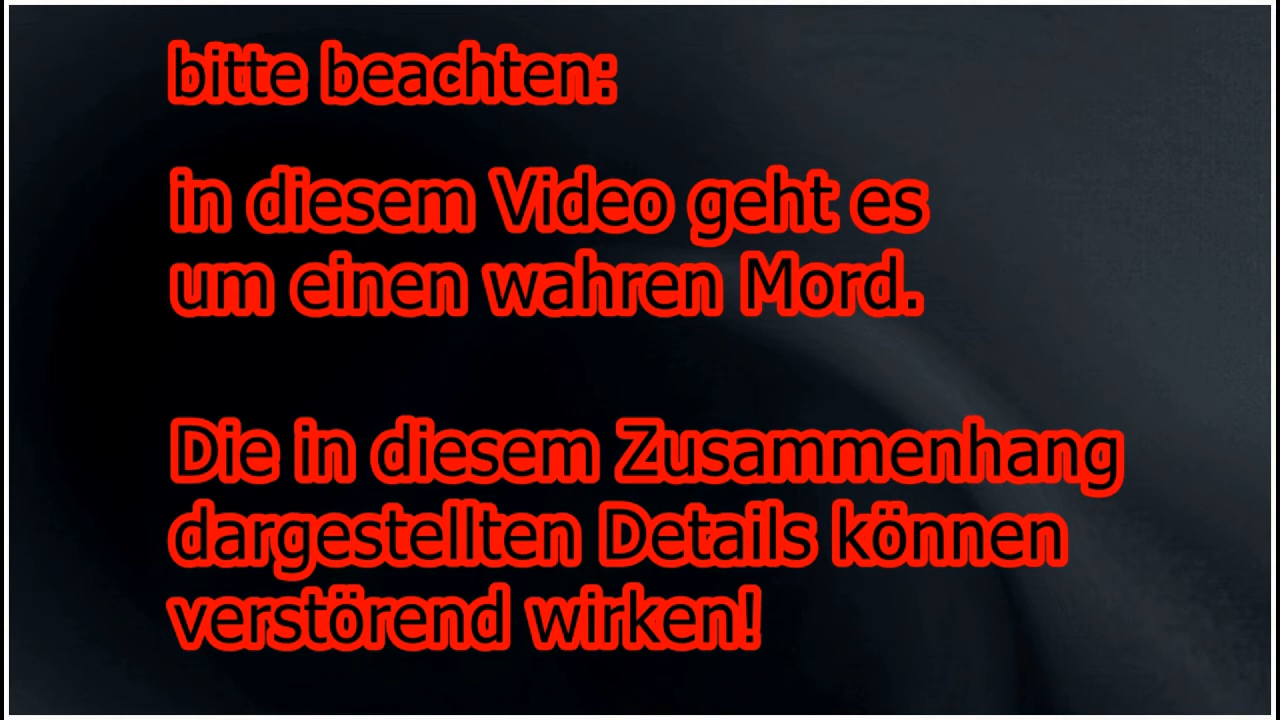 bitte beachten:
in diesem Video geht es
um einen wahren Mord.
Die in diesem Zusammenhang
dargestellten Details können
verstörend wirken!